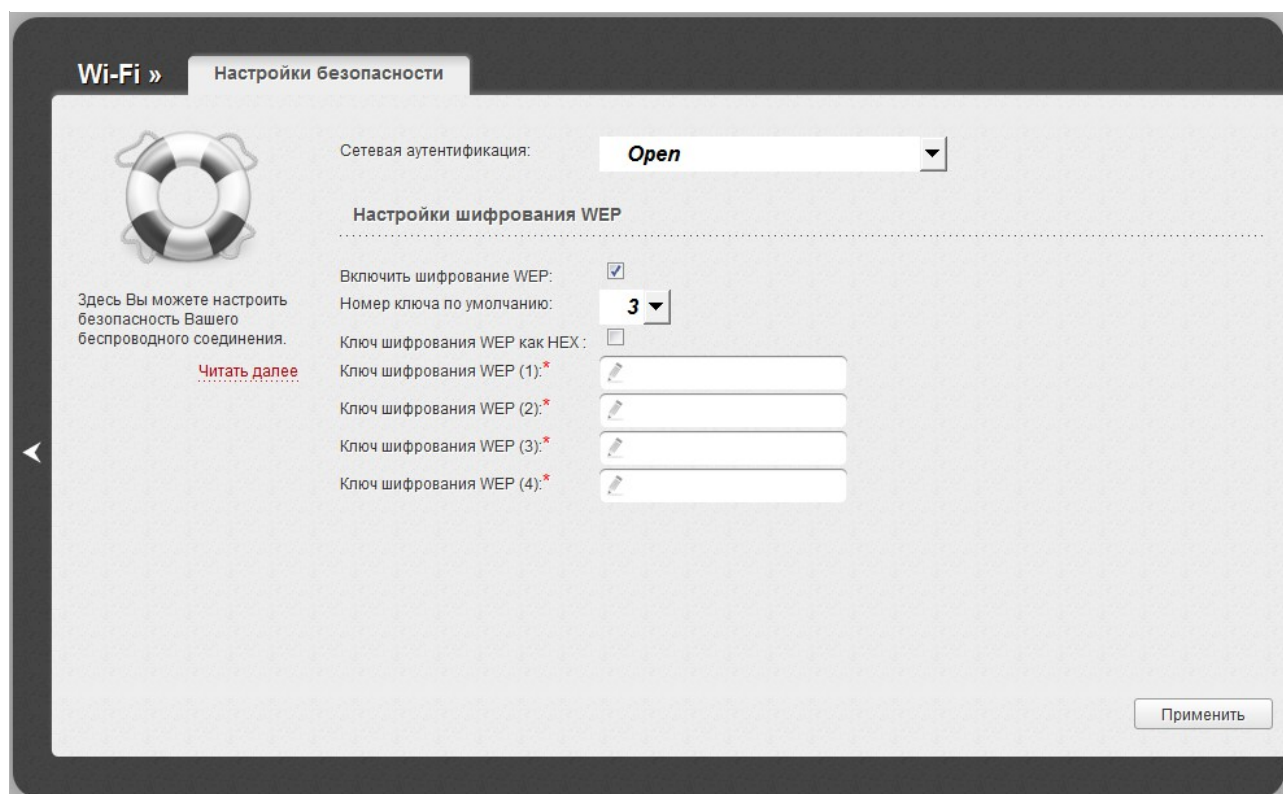 Wi-Fi »
Настройки безопасности
Здесь Вы можете настроить
безопасность Вашего
беспроводного соединения.
Читать далее
Сетевая аутентификация: Open
Настройки шифрования WEP
Включить шифрование WEP:
Номер ключа по умолчанию: 3
Ключ шифрования WEP как HEX :
Ключ шифрования WEP (1):*
Ключ шифрования WEP (2):*
Ключ шифрования WEP (3):*
Ключ шифрования WEP (4):*
Применить